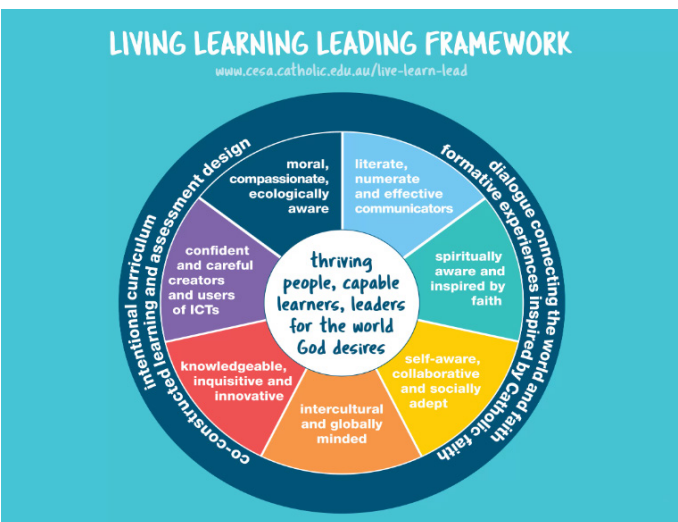 LIVING LEARNING LEADING FRAMEWORK
www.cesa.catholic.edu.au/live-learn-lead
intentional curriculum
co-constructed learning and assessment design
dialogue connecting the world and faith
formative experiences inspired by Catholic faith
moral,
compassionate,
ecologically
aware
literate,
numerate
and effective
communicators
spiritually
aware and
inspired by
faith
self-aware,
collaborative
and socially
adept
intercultural
and globally
minded
knowledgeable,
inquisitive and
innovative
confident
and careful
creators
and users
of ICTs
thriving
people, capable
learners, leaders
for the world
God desires